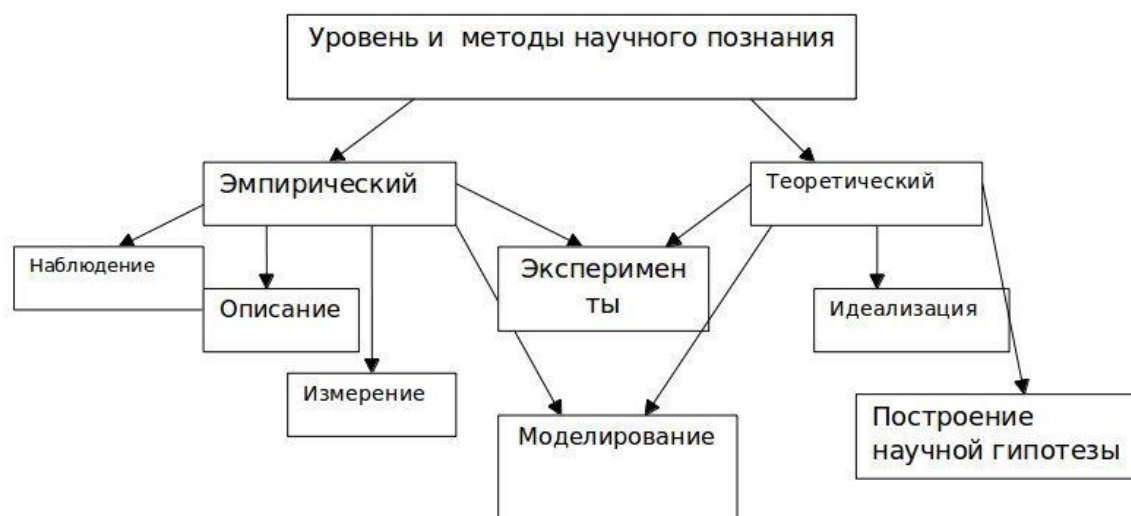 Уровень и методы научного познания
Эмпирический
Теоретический
Наблюдение
Эксперимен
ты
Описание
Идеализация
Измерение
Моделирование
Построение
научной гипотезы